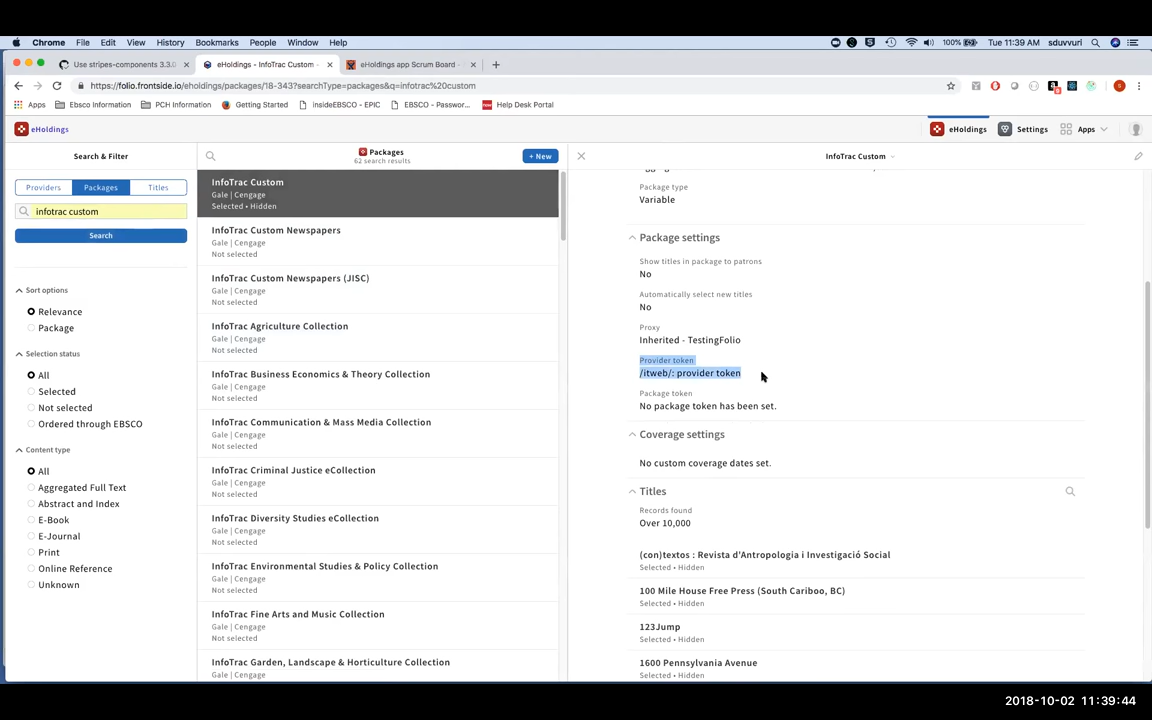 Chrome File Edit View History Bookmarks People Window Help 100% Tue 11:39 AM sduvvuri
Use stripes-components 3.3.0 eHoldings - InfoTrac Custom - eHoldings app Scrum Board -
https://folio.frontside.io/eholdings/packages/18-343?searchType=packages&q=infotrac%20custom
Apps Ebsco Information PCH Information Getting Started insideEBSCO - EPIC EBSCO - Passwor... Help Desk Portal
eHoldings eHoldings Settings Apps
Search & Filter
Providers Packages Titles
infotrac custom
Search
Sort options
Relevance
Package
Selection status
All
Selected
Not selected
Ordered through EBSCO
Content type
All
Aggregated Full Text
Abstract and Index
E-Book
E-Journal
Print
Online Reference
Unknown
Packages
62 search results
+ New
InfoTrac Custom
Gale | Cengage
Selected • Hidden
InfoTrac Custom Newspapers
Gale | Cengage
Not selected
InfoTrac Custom Newspapers (JISC)
Gale | Cengage
Not selected
InfoTrac Agriculture Collection
Gale | Cengage
Not selected
InfoTrac Business Economics & Theory Collection
Gale | Cengage
Not selected
InfoTrac Communication & Mass Media Collection
Gale | Cengage
Not selected
InfoTrac Criminal Justice eCollection
Gale | Cengage
Not selected
InfoTrac Diversity Studies eCollection
Gale | Cengage
Not selected
InfoTrac Environmental Studies & Policy Collection
Gale | Cengage
Not selected
InfoTrac Fine Arts and Music Collection
Gale | Cengage
Not selected
InfoTrac Garden, Landscape & Horticulture Collection
Gale | Cengage
InfoTrac Custom
Package type
Variable
Package settings
Show titles in package to patrons
No
Automatically select new titles
No
Proxy
Inherited - TestingFolio
Provider token
/itweb/: provider token
Package token
No package token has been set.
Coverage settings
No custom coverage dates set.
Titles
Records found
Over 10,000
(con)textos : Revista d'Antropologia i Investigació Social
Selected • Hidden
100 Mile House Free Press (South Cariboo, BC)
Selected • Hidden
123Jump
Selected • Hidden
1600 Pennsylvania Avenue
Selected • Hidden
2018-10-02 11:39:44